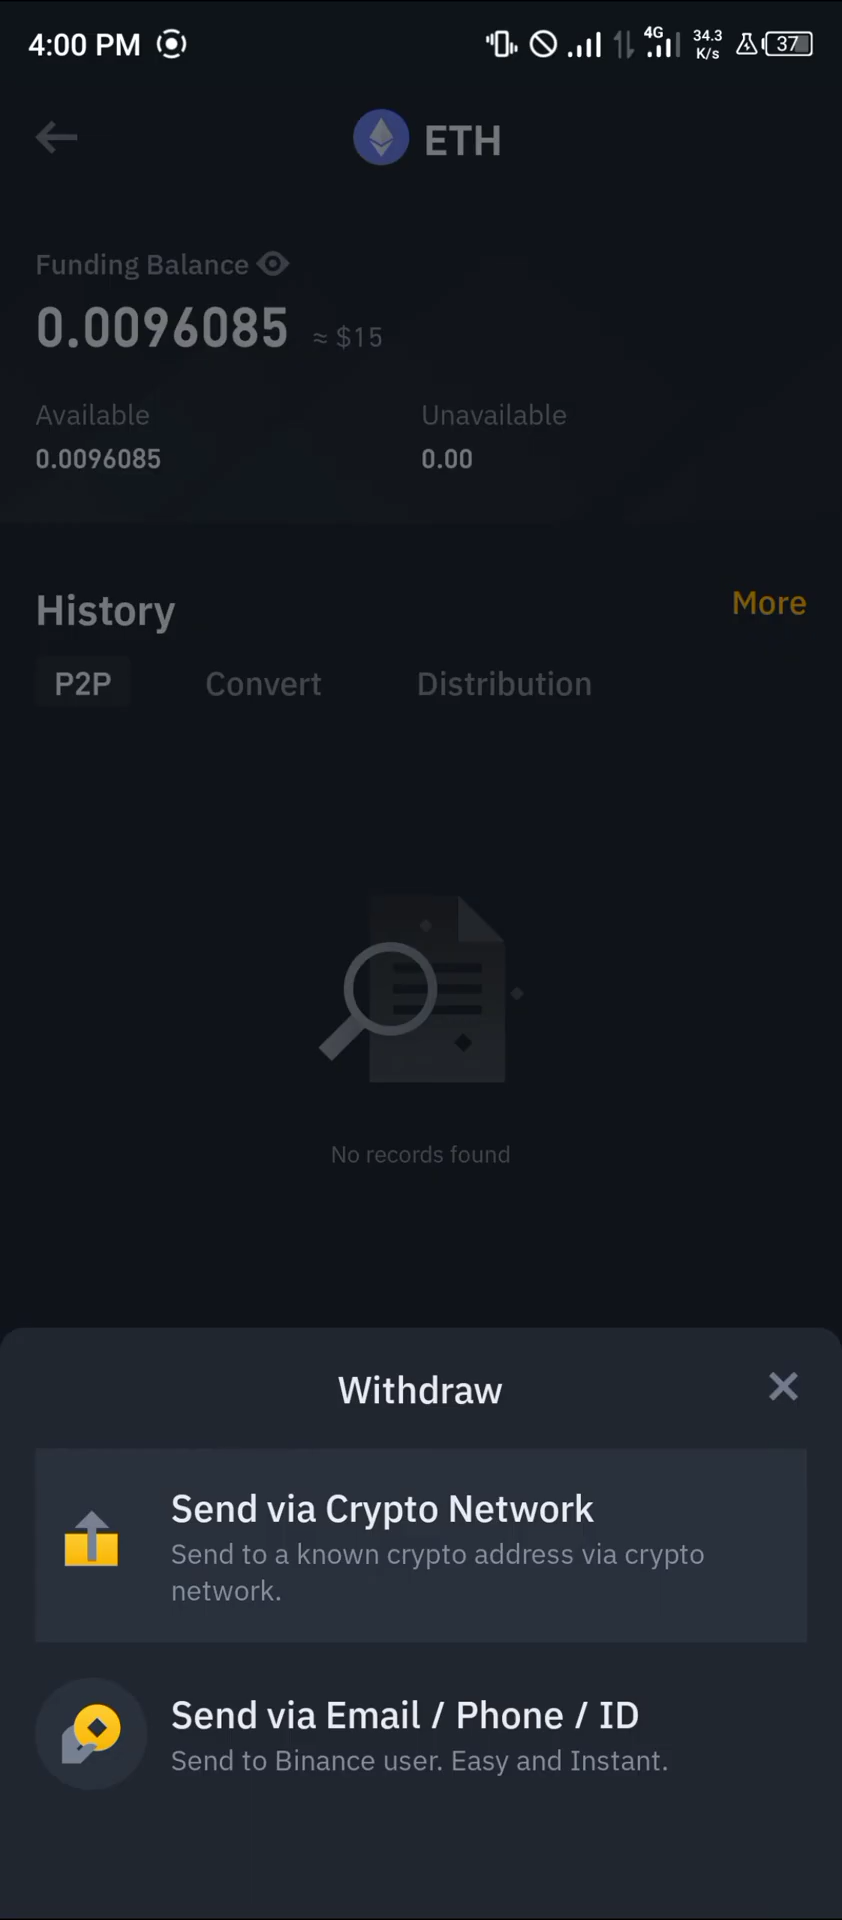 4:00 PM
4G
34.3
K/s
37
ETH
Funding Balance
0.0096085 ≈ $15
Available Unavailable
0.0096085 0.00
History More
P2P Convert Distribution
No records found
Withdraw
Send via Crypto Network
Send to a known crypto address via crypto
network.
Send via Email / Phone / ID
Send to Binance user. Easy and Instant.